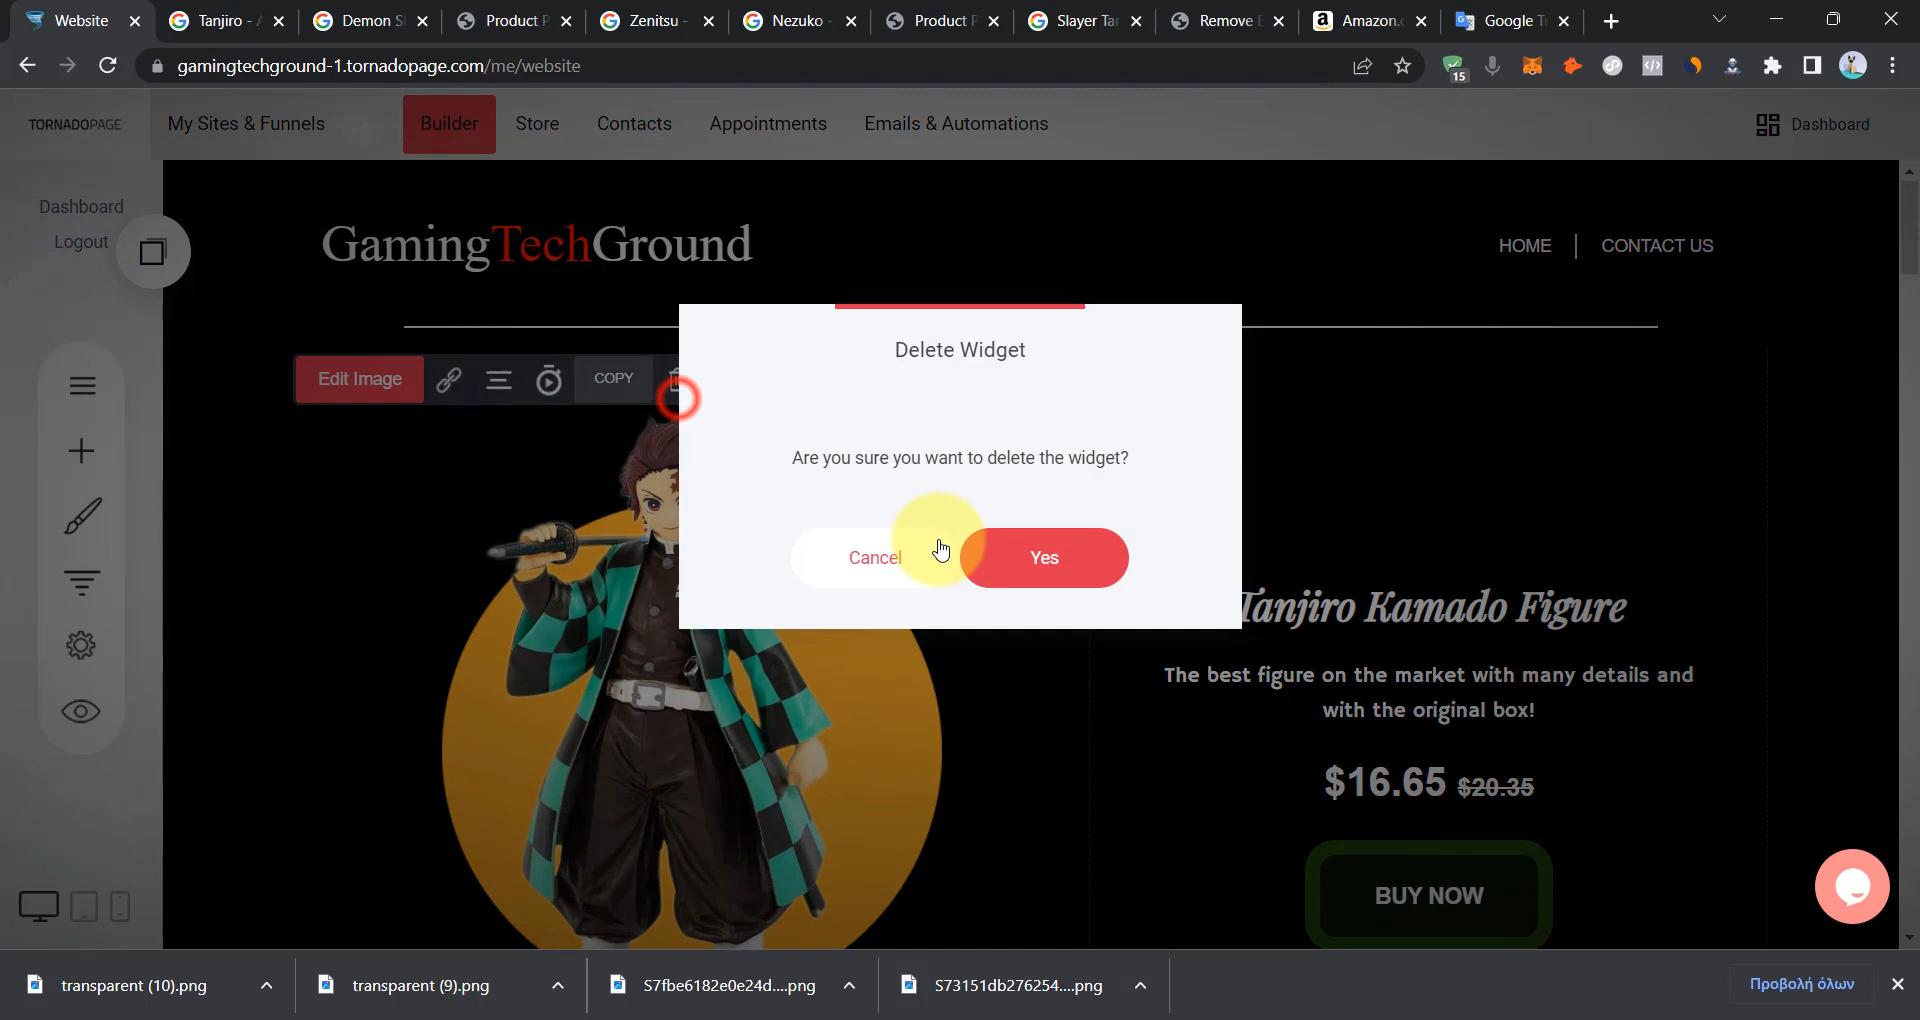 Website
Tanjiro - A
Demon Sl
Product P
Zenitsu -
Nezuko -
Product P
Slayer Tar
Remove
Amazon.c
Google T
gamingtechground-1.tornadopage.com/me/website
15
TORNADOPAGE
My Sites & Funnels
Builder
Store
Contacts
Appointments
Emails & Automations
Dashboard
Dashboard
Logout
GamingTechGround
HOME
CONTACT US
Delete Widget
Edit Image
COPY
Are you sure you want to delete the widget?
Cancel
Yes
Tanjiro Kamado Figure
The best figure on the market with many details and
with the original box!
$16.65 $20.35
BUY NOW
transparent (10).png
transparent (9).png
S7fbe6182e0e24d....png
S73151db276254....png
Προβολή όλων